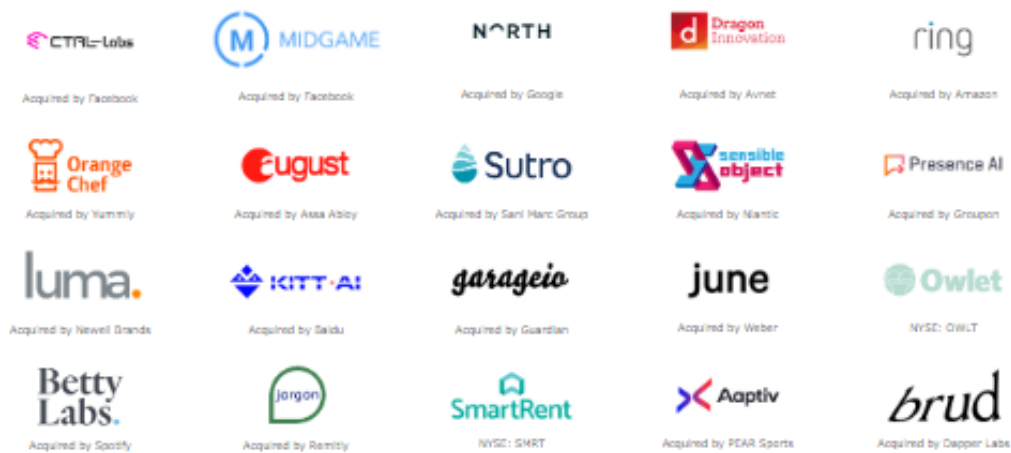 CTRL-labs
M MIDGAME
NORTH
d Dragon Innovation
ring
Acquired by Facebook
Acquired by Facebook
Acquired by Google
Acquired by Avnet
Acquired by Amazon
Orange Chef
august
Sutro
sensible object
Presence AI
Acquired by Yummly
Acquired by Assa Abloy
Acquired by Sani Marc Group
Acquired by Niantic
Acquired by Groupon
luma.
KITT·AI
garageio
june
Owlet
Acquired by Newell Brands
Acquired by Baidu
Acquired by Guardian
Acquired by Weber
NYSE: OWLT
Betty Labs.
jargon
SmartRent
Aaptiv
brud
Acquired by Spotify
Acquired by Remitly
NYSE: SMRT
Acquired by PEAR Sports
Acquired by Dapper Labs